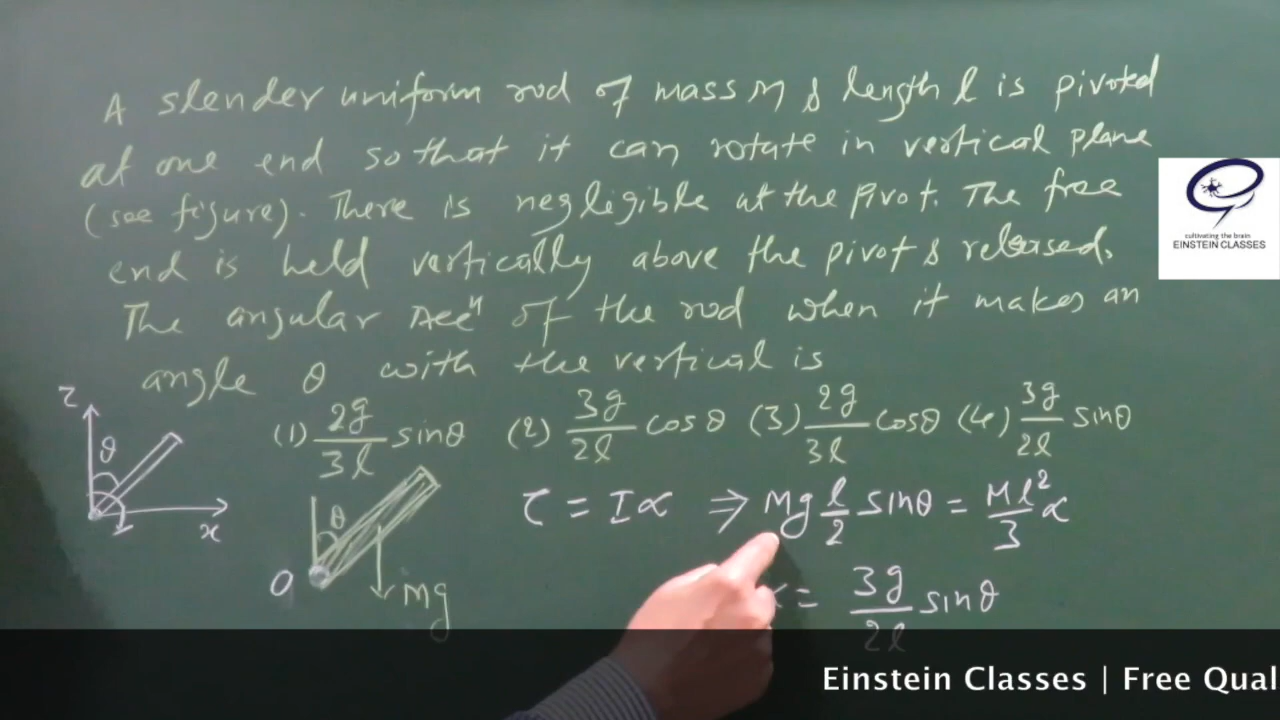 A slender uniform rod of mass M & length l is pivoted
at one end so that it can rotate in vertical plane
(see figure). There is negligible at the pivot. The free
end is held vertically above the pivot & released.
The angular Accⁿ of the rod when it makes an
angle θ with the vertical is
(1) 2g/3l sinθ (2) 3g/2l cosθ (3) 2g/3l cosθ (4) 3g/2l sinθ
z
θ
x
θ
O
Mg
τ = Iα ⇒ Mg l/2 sinθ = Ml²/3 α
α = 3g/2l sinθ
cultivating the brain
EINSTEIN CLASSES
Einstein Classes | Free Qual